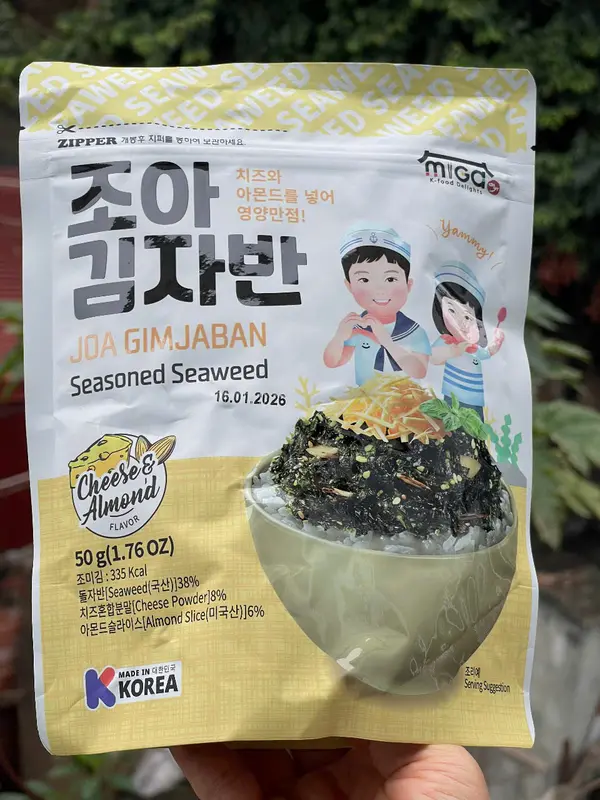 SEAWEED SEAWEED SEAWEED
ZIPPER 개봉후 지퍼를 통하여 보관하세요.
miga
K-food Delights
조아
김자반
치즈와
아몬드를 넣어
영양만점!
Yammy!
JOA GIMJABAN
Seasoned Seaweed
16.01.2026
Cheese &
Almond
FLAVOR
50 g(1.76 OZ)
조미김 : 335 Kcal
돌자반[Seaweed(국산)]38%
치즈혼합분말[Cheese Powder]8%
아몬드슬라이스[Almond Slice(미국산)]6%
MADE IN 대한민국
KOREA
조리예
Serving Suggestion